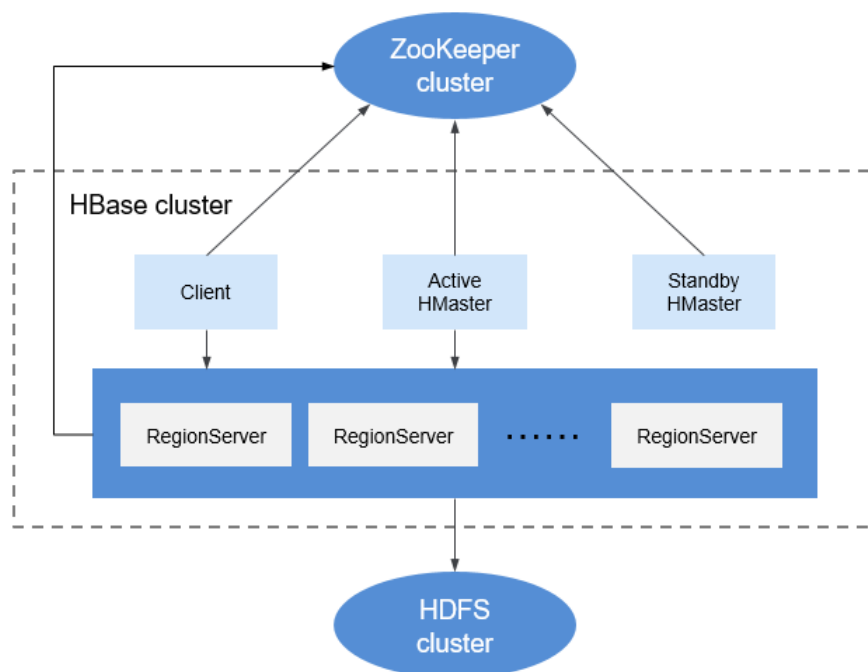 ZooKeeper
cluster
HBase cluster
Client
Active
HMaster
Standby
HMaster
RegionServer
RegionServer
......
RegionServer
HDFS
cluster